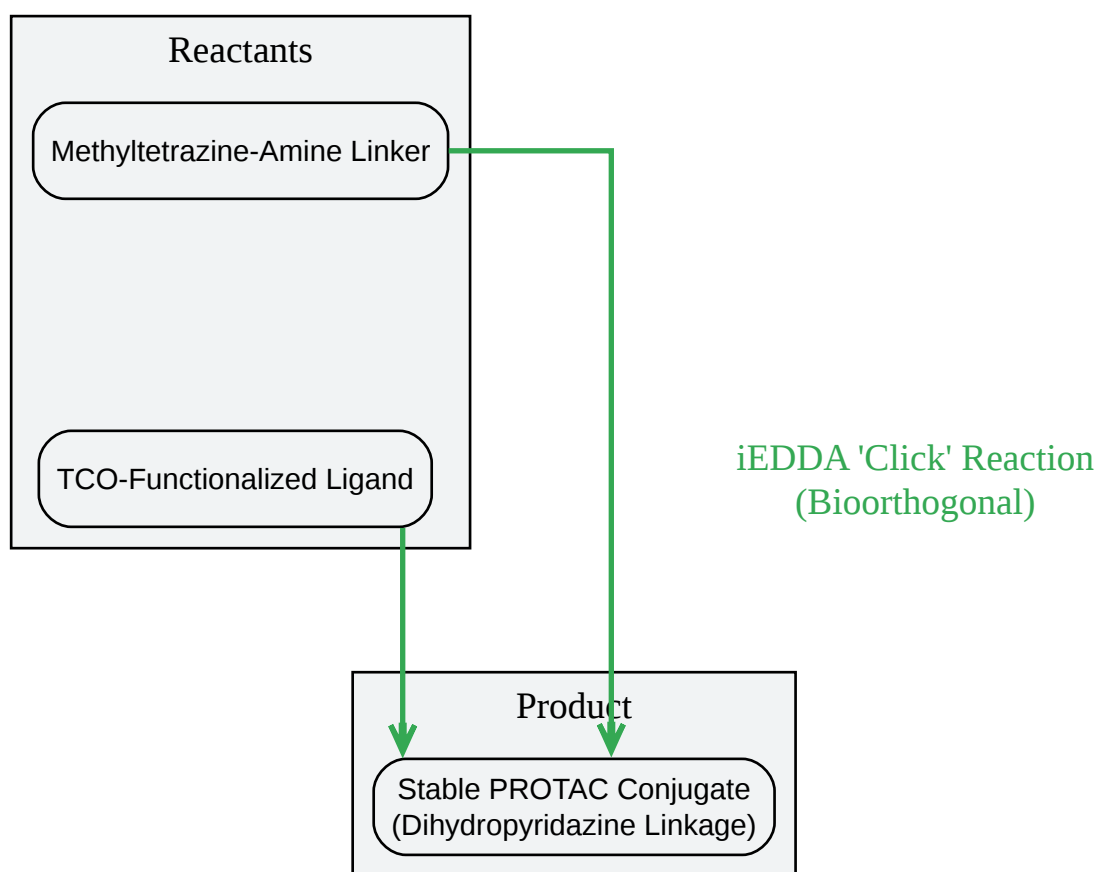 Reactants
Methyltetrazine-Amine Linker
TCO-Functionalized Ligand
iEDDA 'Click' Reaction
(Bioorthogonal)
Product
Stable PROTAC Conjugate
(Dihydropyridazine Linkage)